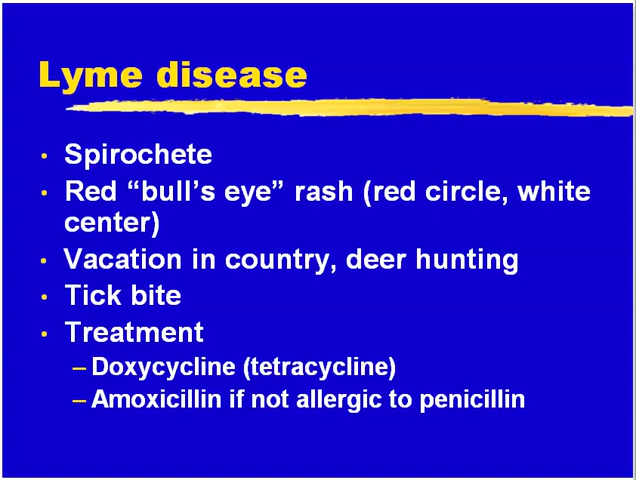 Lyme disease
• Spirochete
• Red “bull’s eye” rash (red circle, white
center)
• Vacation in country, deer hunting
• Tick bite
• Treatment
– Doxycycline (tetracycline)
– Amoxicillin if not allergic to penicillin